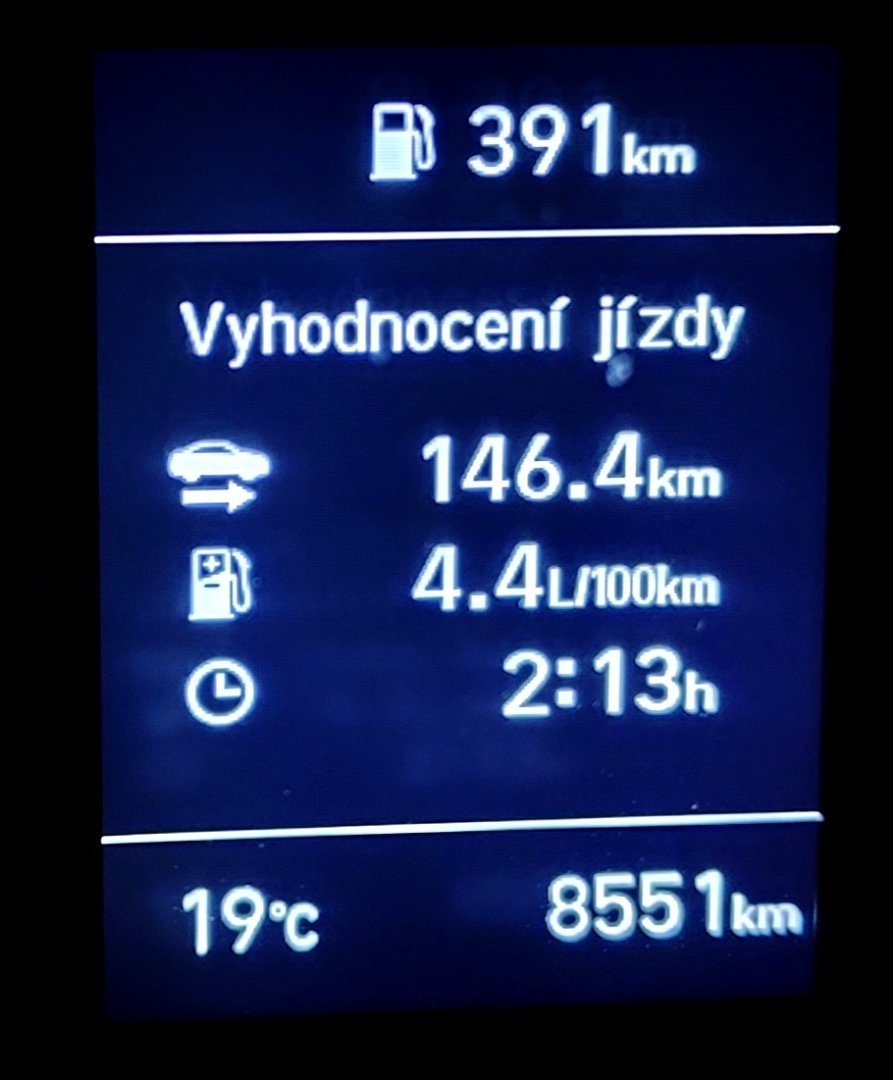 391km
Vyhodnocení jízdy
146.4km
4.4L/100km
2:13h
19°C 8551km